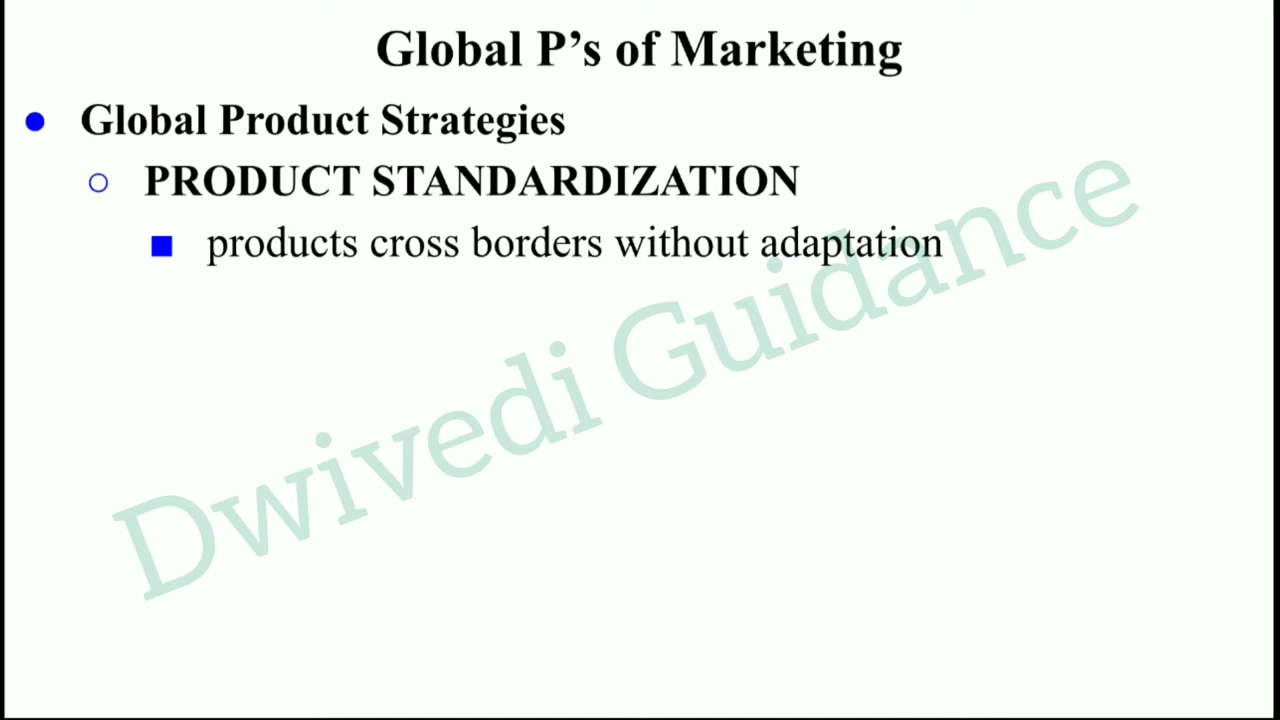 Global P’s of Marketing
Global Product Strategies
PRODUCT STANDARDIZATION
products cross borders without adaptation
Dwivedi Guidance